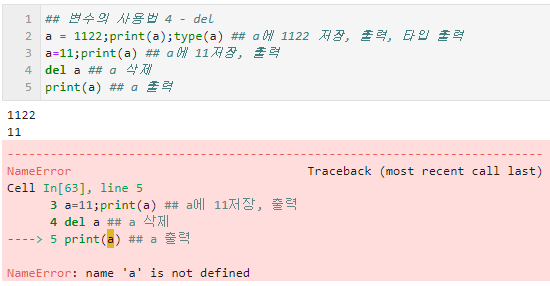 1 ## 변수의 사용법 4 - del
2 a = 1122;print(a);type(a) ## a에 1122 저장, 출력, 타입 출력
3 a=11;print(a) ## a에 11저장, 출력
4 del a ## a 삭제
5 print(a) ## a 출력
1122
11
---------------------------------------------------------------------------
NameError Traceback (most recent call last)
Cell In[63], line 5
3 a=11;print(a) ## a에 11저장, 출력
4 del a ## a 삭제
----> 5 print(a) ## a 출력
NameError: name 'a' is not defined